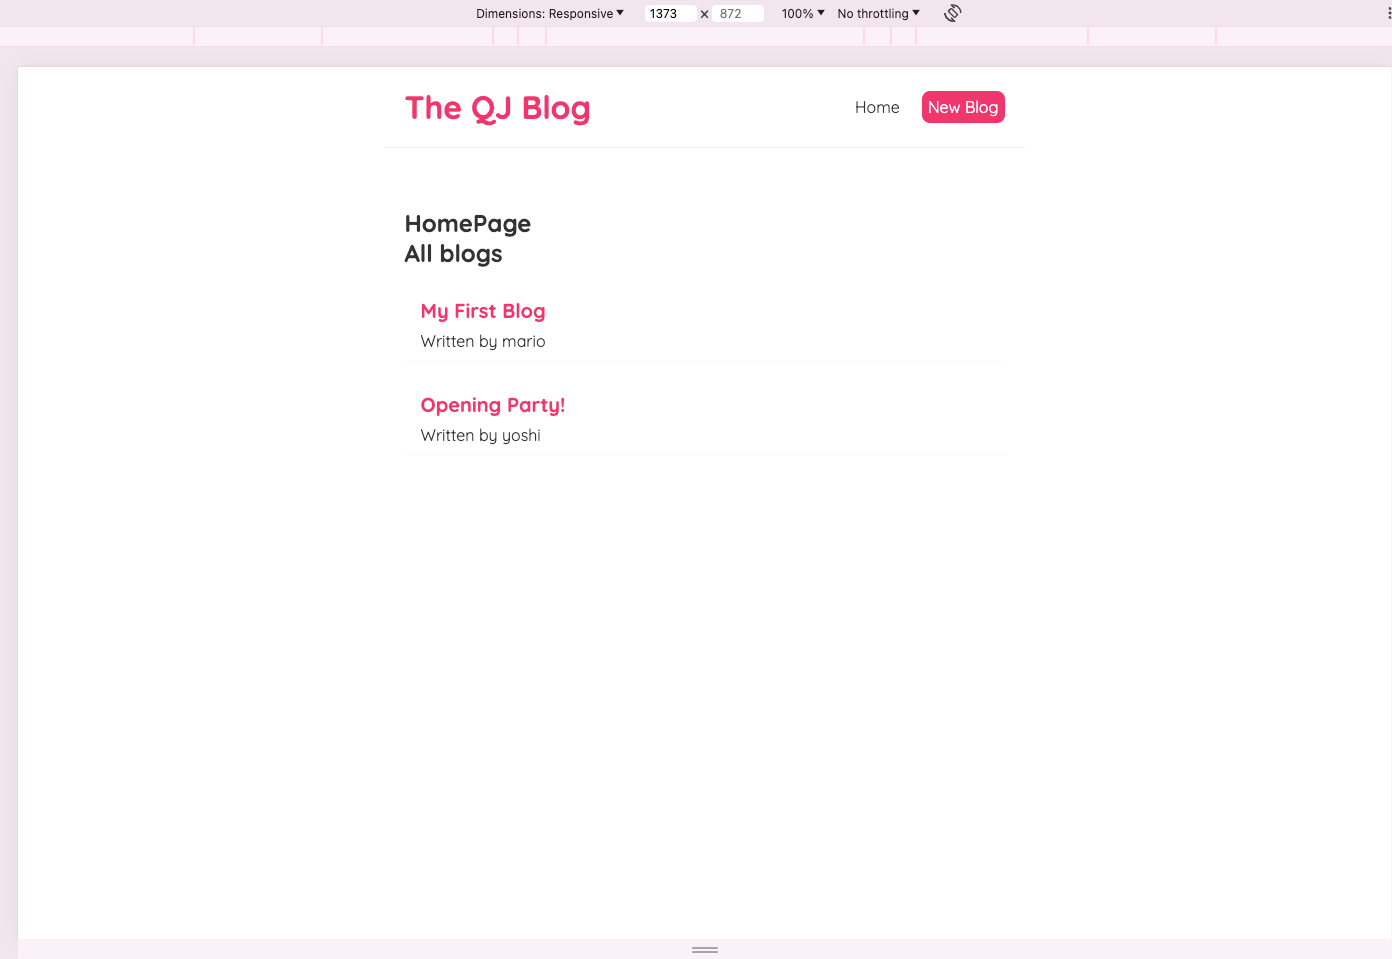 Dimensions: Responsive ▼ 1373 × 872 100% ▼ No throttling ▼
The QJ Blog Home New Blog
HomePage
All blogs
My First Blog
Written by mario
Opening Party!
Written by yoshi